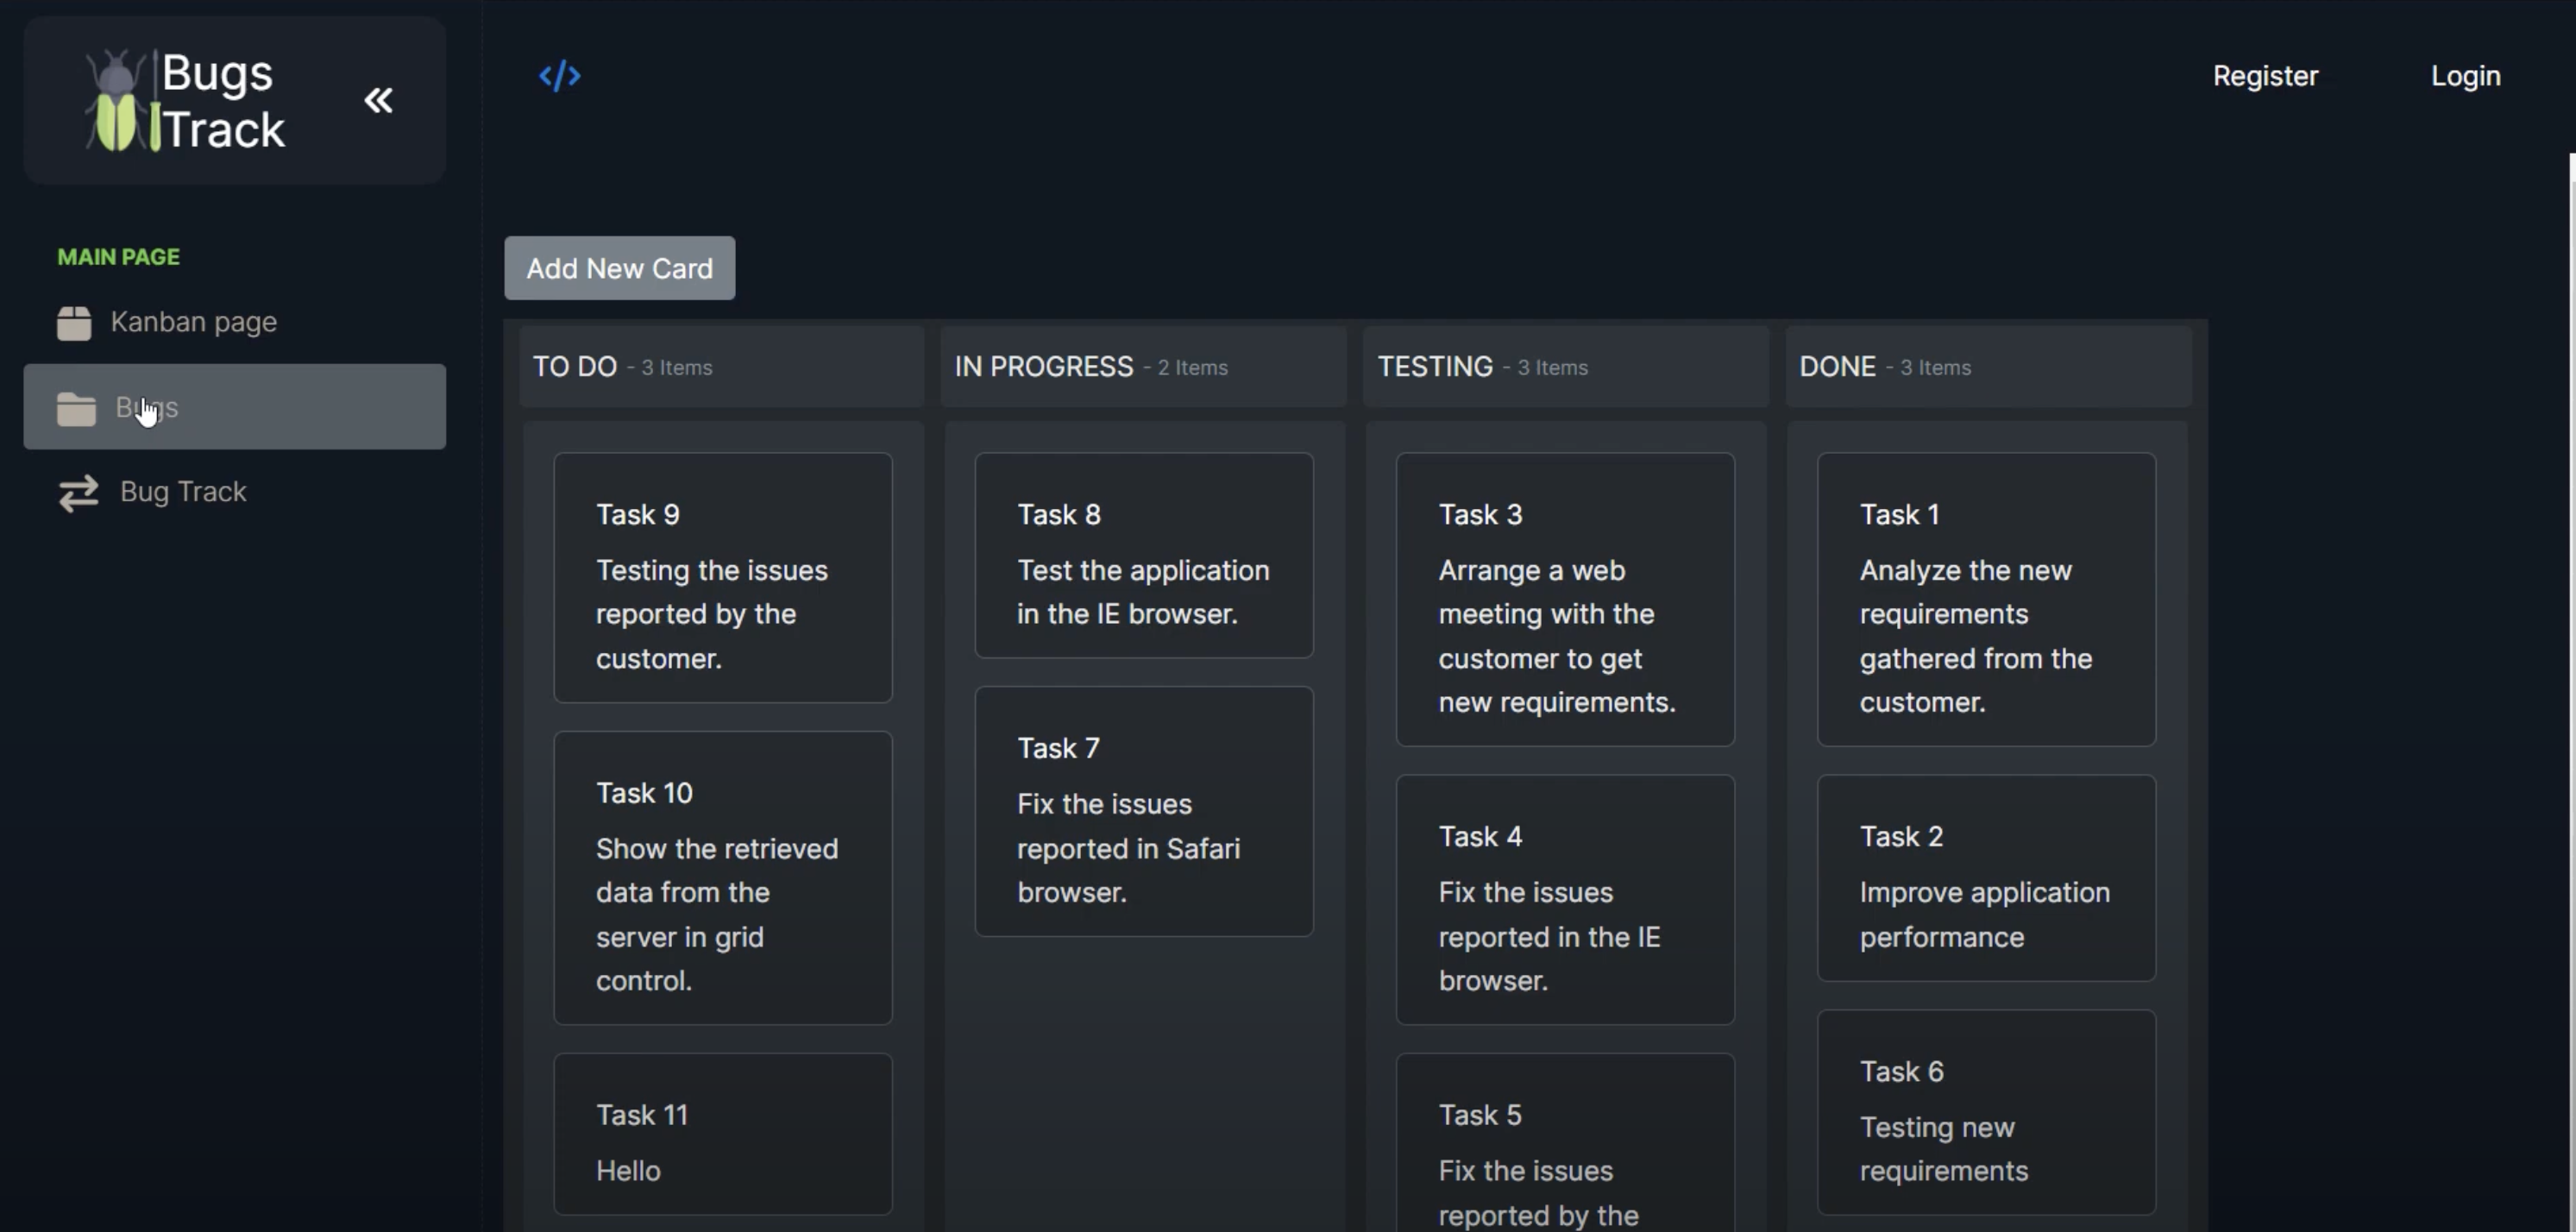 Bugs
Track
Register
Login
MAIN PAGE
Kanban page
Bugs
Bug Track
Add New Card
TO DO - 3 Items
Task 9
Testing the issues
reported by the
customer.
Task 10
Show the retrieved
data from the
server in grid
control.
Task 11
Hello
IN PROGRESS - 2 Items
Task 8
Test the application
in the IE browser.
Task 7
Fix the issues
reported in Safari
browser.
TESTING - 3 Items
Task 3
Arrange a web
meeting with the
customer to get
new requirements.
Task 4
Fix the issues
reported in the IE
browser.
Task 5
Fix the issues
reported by the
DONE - 3 Items
Task 1
Analyze the new
requirements
gathered from the
customer.
Task 2
Improve application
performance
Task 6
Testing new
requirements